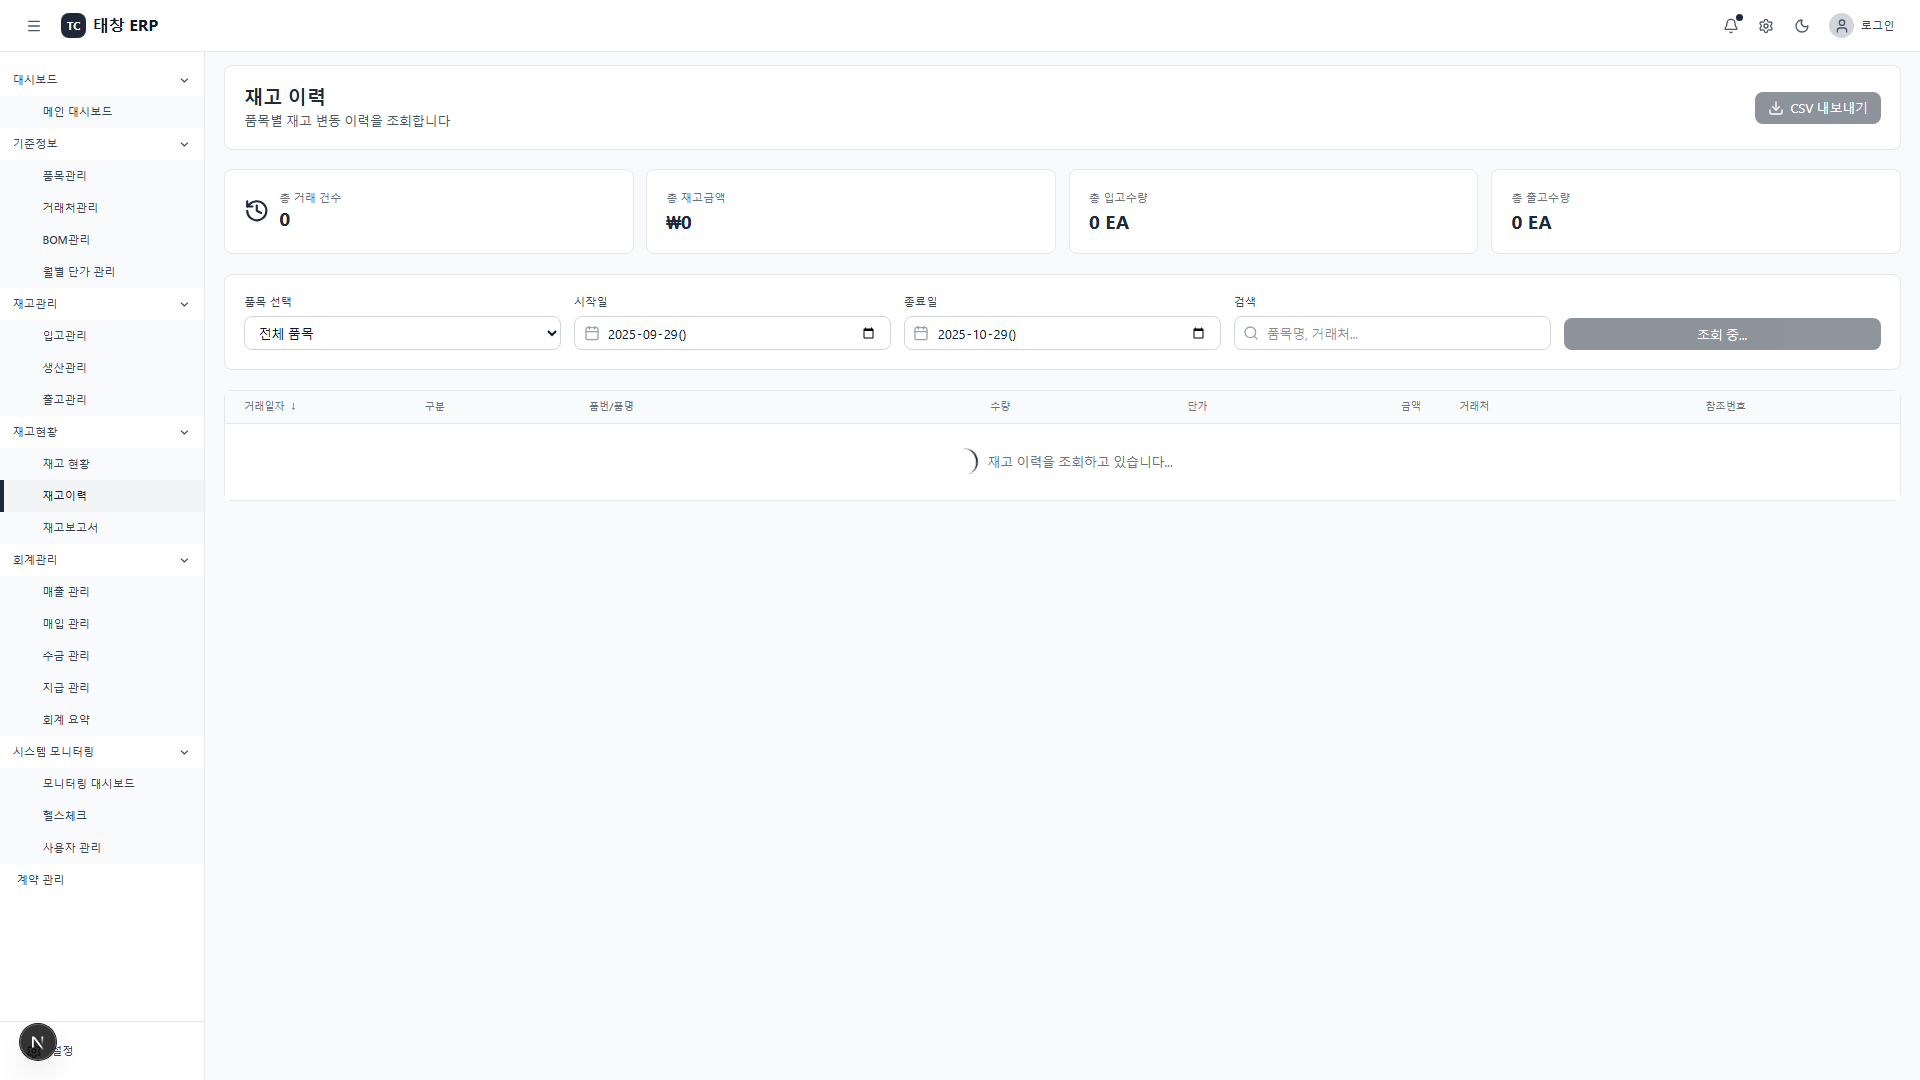 TC 태창 ERP
로그인
대시보드
메인 대시보드
기준정보
품목관리
거래처관리
BOM관리
월별 단가 관리
재고관리
입고관리
생산관리
출고관리
재고현황
재고 현황
재고이력
재고보고서
회계관리
매출 관리
매입 관리
수금 관리
지급 관리
회계 요약
시스템 모니터링
모니터링 대시보드
헬스체크
사용자 관리
계약 관리
N 설정
재고 이력
품목별 재고 변동 이력을 조회합니다
CSV 내보내기
총 거래 건수
0
총 재고금액
₩0
총 입고수량
0 EA
총 출고수량
0 EA
품목 선택
전체 품목
시작일
2025-09-29()
종료일
2025-10-29()
검색
품목명, 거래처...
조회 중...
거래일자 ↓ 구분 품번/품명 수량 단가 금액 거래처 참조번호
재고 이력을 조회하고 있습니다...